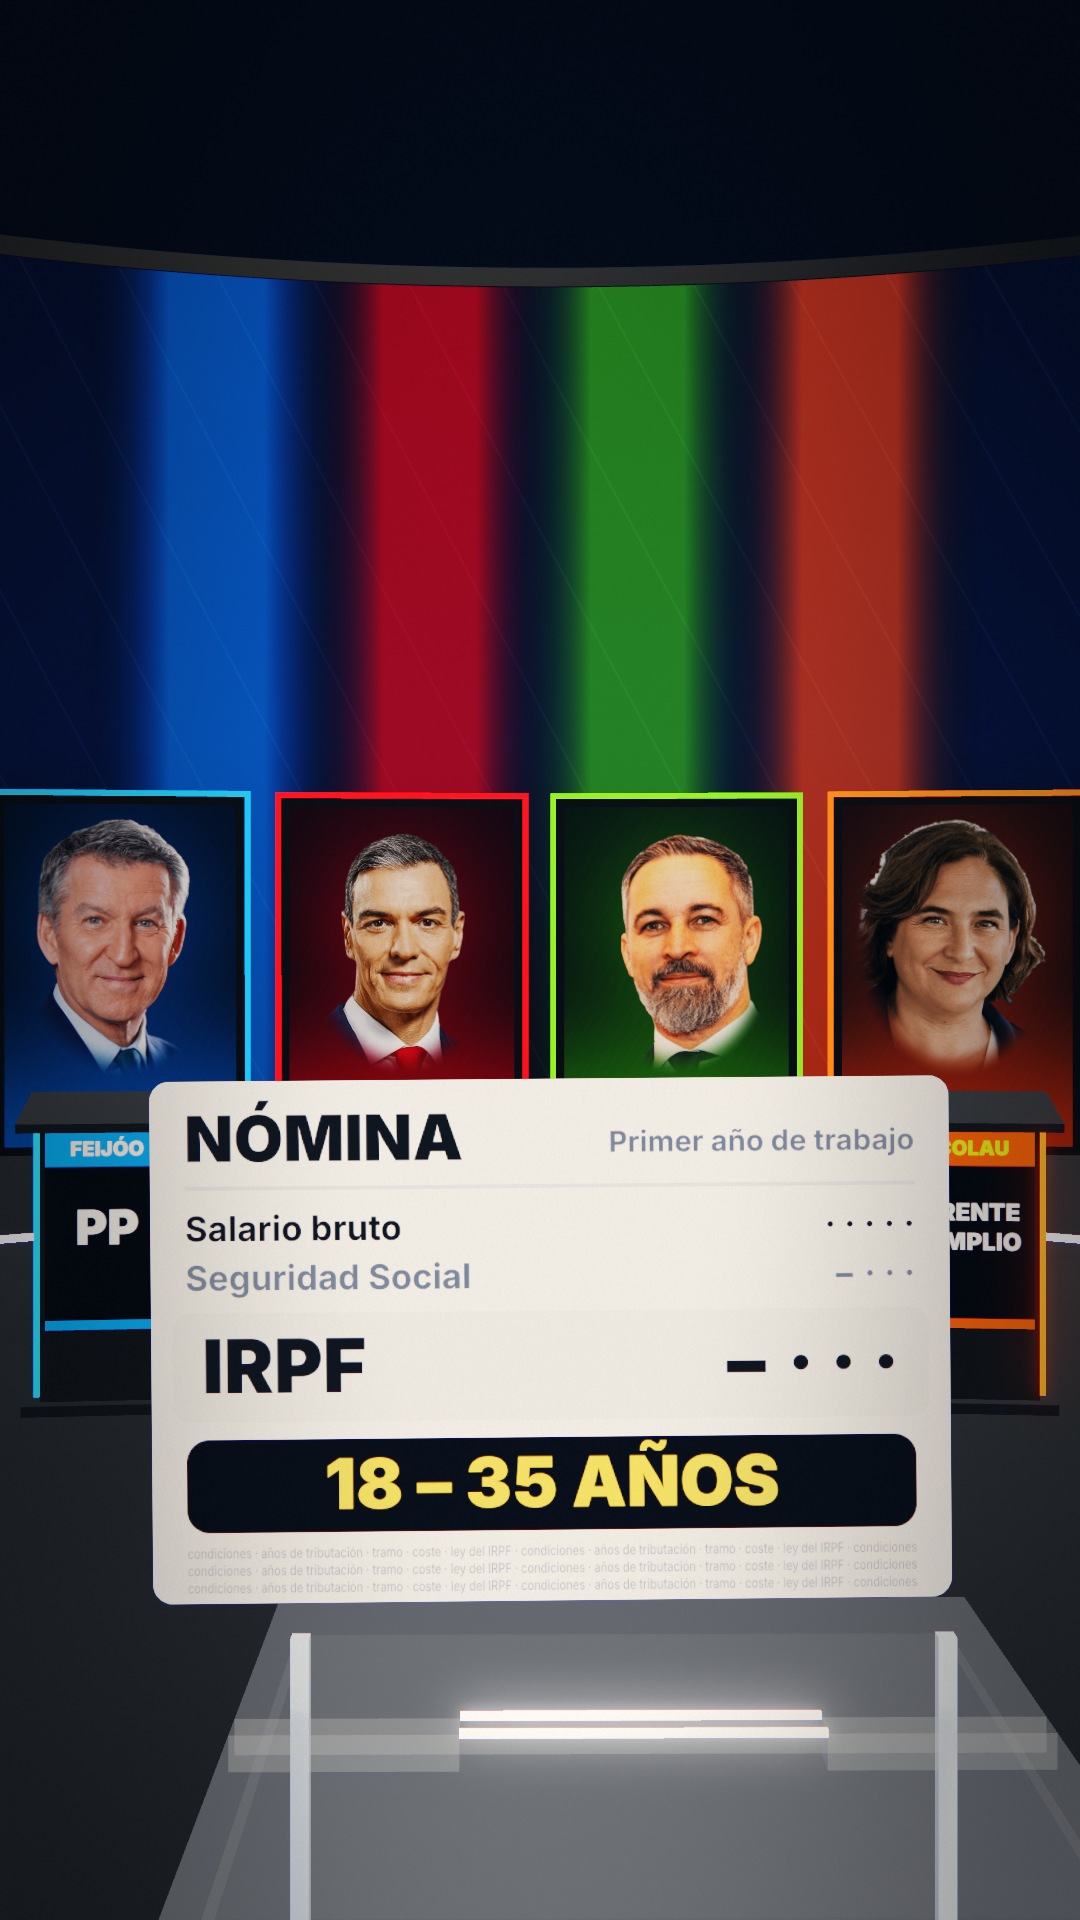 NÓMINA
Primer año de trabajo
Salario bruto
· · · · ·
Seguridad Social
– · · ·
IRPF
– • • •
18 – 35 AÑOS
condiciones · años de tributación · tramo · coste · ley del IRPF · condiciones · años de tributación · tramo · coste · ley del IRPF · condiciones
condiciones · años de tributación · tramo · coste · ley del IRPF · condiciones · años de tributación · tramo · coste · ley del IRPF · condiciones
condiciones · años de tributación · tramo · coste · ley del IRPF · condiciones · años de tributación · tramo · coste · ley del IRPF · condiciones
FEIJÓO
PP
OLAU
RENTE
MPLIO